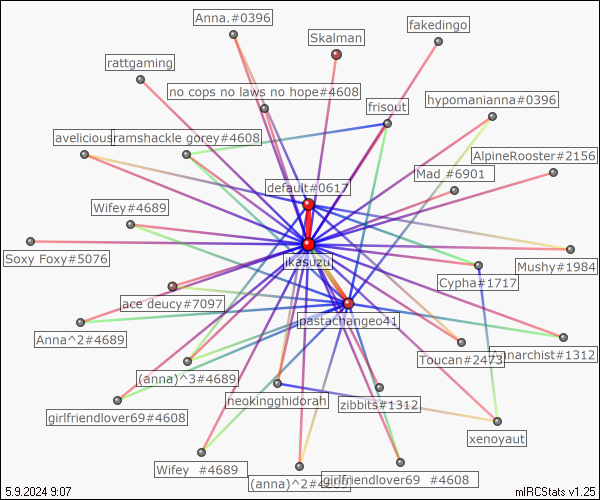 Anna.#0396
fakedingo
Skalman
rattgaming
no cops no laws no hope#4608
frisout
hypomanianna#0396
avelicious
ramshackle gorey#4608
AlpineRooster#2156
Mad .#6901
default#0617
Wifey#4689
Soxy Foxy#5076
jikasuzu
Mushy#1984
Cypha#1717
ace deucy#7097
pastachangeo41
Anna^2#4689
Toucan#2473
Annarchist#1312
(anna)^3#4689
neokingghidorah
zibbits#1312
girlfriendlover69#4608
xenoyaut
Wifey  #4689
(anna)^2#4689
girlfriendlover69  #4608
5.9.2024 9:07
mIRCStats v1.25